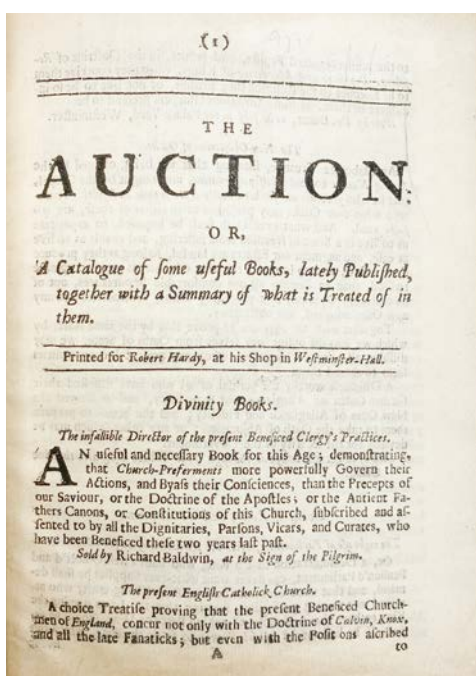 (1)
THE
AUCTION:
OR,
A Catalogue of ſome uſeful Books, lately Publiſhed,
together with a Summary of what is Treated of in
them.
Printed for Robert Hardy, at his Shop in Weſtminſter-Hall.
Divinity Books.
The infallible Director of the preſent Beneficed Clergy's Practices.
AN uſeful and neceſſary Book for this Age; demonſtrating,
that Church-Preferments more powerfully Govern their
Actions, and Byaſs their Conſciences, than the Precepts of
our Saviour, or the Doctrine of the Apoſtles; or the Antient Fa-
thers Canons, or Conſtitutions of this Church, ſubſcribed and aſ-
ſented to by all the Dignitaries, Parſons, Vicars, and Curates, who
have been Beneficed theſe two years laſt paſt.
Sold by Richard Baldwin, at the Sign of the Pilgrim.
The preſent Engliſh Catholick Church.
A choice Treatiſe proving that the preſent Beneficed Church-
men of England, concur not only with the Doctrine of Calvin, Knox,
and all the late Fanaticks; but even with the Poſit ons aſcribed
A
to